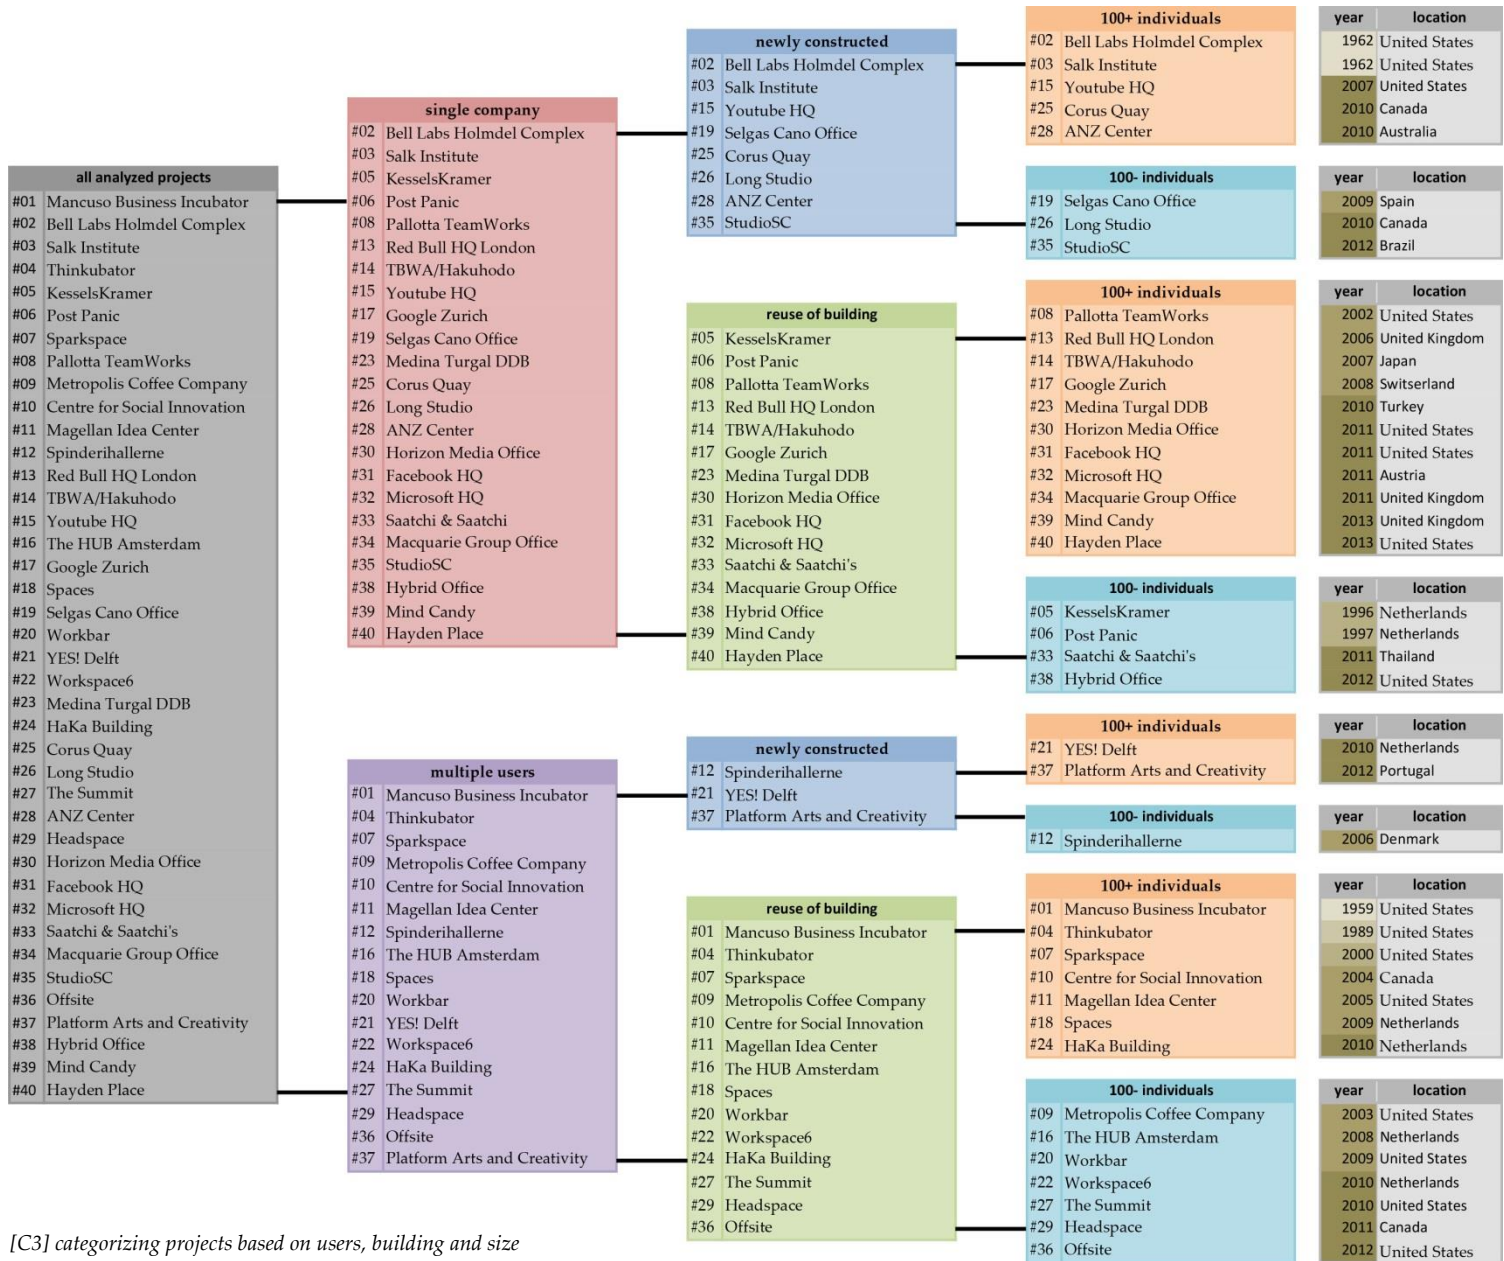 all analyzed projects
#01 Mancuso Business Incubator
#02 Bell Labs Holmdel Complex
#03 Salk Institute
#04 Thinkubator
#05 KesselsKramer
#06 Post Panic
#07 Sparkspace
#08 Pallotta TeamWorks
#09 Metropolis Coffee Company
#10 Centre for Social Innovation
#11 Magellan Idea Center
#12 Spinderihallerne
#13 Red Bull HQ London
#14 TBWA/Hakuhodo
#15 Youtube HQ
#16 The HUB Amsterdam
#17 Google Zurich
#18 Spaces
#19 Selgas Cano Office
#20 Workbar
#21 YES! Delft
#22 Workspace6
#23 Medina Turgal DDB
#24 HaKa Building
#25 Corus Quay
#26 Long Studio
#27 The Summit
#28 ANZ Center
#29 Headspace
#30 Horizon Media Office
#31 Facebook HQ
#32 Microsoft HQ
#33 Saatchi & Saatchi's
#34 Macquarie Group Office
#35 StudioSC
#36 Offsite
#37 Platform Arts and Creativity
#38 Hybrid Office
#39 Mind Candy
#40 Hayden Place
single company
#02 Bell Labs Holmdel Complex
#03 Salk Institute
#05 KesselsKramer
#06 Post Panic
#08 Pallotta TeamWorks
#13 Red Bull HQ London
#14 TBWA/Hakuhodo
#15 Youtube HQ
#17 Google Zurich
#19 Selgas Cano Office
#23 Medina Turgal DDB
#25 Corus Quay
#26 Long Studio
#28 ANZ Center
#30 Horizon Media Office
#31 Facebook HQ
#32 Microsoft HQ
#33 Saatchi & Saatchi
#34 Macquarie Group Office
#35 StudioSC
#38 Hybrid Office
#39 Mind Candy
#40 Hayden Place
multiple users
#01 Mancuso Business Incubator
#04 Thinkubator
#07 Sparkspace
#09 Metropolis Coffee Company
#10 Centre for Social Innovation
#11 Magellan Idea Center
#12 Spinderihallerne
#16 The HUB Amsterdam
#18 Spaces
#20 Workbar
#21 YES! Delft
#22 Workspace6
#24 HaKa Building
#27 The Summit
#29 Headspace
#36 Offsite
#37 Platform Arts and Creativity
newly constructed
#02 Bell Labs Holmdel Complex
#03 Salk Institute
#15 Youtube HQ
#19 Selgas Cano Office
#25 Corus Quay
#26 Long Studio
#28 ANZ Center
#35 StudioSC
reuse of building
#05 KesselsKramer
#06 Post Panic
#08 Pallotta TeamWorks
#13 Red Bull HQ London
#14 TBWA/Hakuhodo
#17 Google Zurich
#23 Medina Turgal DDB
#30 Horizon Media Office
#31 Facebook HQ
#32 Microsoft HQ
#33 Saatchi & Saatchi's
#34 Macquarie Group Office
#38 Hybrid Office
#39 Mind Candy
#40 Hayden Place
newly constructed
#12 Spinderihallerne
#21 YES! Delft
#37 Platform Arts and Creativity
reuse of building
#01 Mancuso Business Incubator
#04 Thinkubator
#07 Sparkspace
#09 Metropolis Coffee Company
#10 Centre for Social Innovation
#11 Magellan Idea Center
#16 The HUB Amsterdam
#18 Spaces
#20 Workbar
#22 Workspace6
#24 HaKa Building
#27 The Summit
#29 Headspace
#36 Offsite
100+ individuals year location
#02 Bell Labs Holmdel Complex 1962 United States
#03 Salk Institute 1962 United States
#15 Youtube HQ 2007 United States
#25 Corus Quay 2010 Canada
#28 ANZ Center 2010 Australia
100- individuals year location
#19 Selgas Cano Office 2009 Spain
#26 Long Studio 2010 Canada
#35 StudioSC 2012 Brazil
100+ individuals year location
#08 Pallotta TeamWorks 2002 United States
#13 Red Bull HQ London 2006 United Kingdom
#14 TBWA/Hakuhodo 2007 Japan
#17 Google Zurich 2008 Switserland
#23 Medina Turgal DDB 2010 Turkey
#30 Horizon Media Office 2011 United States
#31 Facebook HQ 2011 United States
#32 Microsoft HQ 2011 Austria
#34 Macquarie Group Office 2011 United Kingdom
#39 Mind Candy 2013 United Kingdom
#40 Hayden Place 2013 United States
100- individuals year location
#05 KesselsKramer 1996 Netherlands
#06 Post Panic 1997 Netherlands
#33 Saatchi & Saatchi's 2011 Thailand
#38 Hybrid Office 2012 United States
100+ individuals year location
#21 YES! Delft 2010 Netherlands
#37 Platform Arts and Creativity 2012 Portugal
100- individuals year location
#12 Spinderihallerne 2006 Denmark
100+ individuals year location
#01 Mancuso Business Incubator 1959 United States
#04 Thinkubator 1989 United States
#07 Sparkspace 2000 United States
#10 Centre for Social Innovation 2004 Canada
#11 Magellan Idea Center 2005 United States
#18 Spaces 2009 Netherlands
#24 HaKa Building 2010 Netherlands
100- individuals year location
#09 Metropolis Coffee Company 2003 United States
#16 The HUB Amsterdam 2008 Netherlands
#20 Workbar 2009 United States
#22 Workspace6 2010 Netherlands
#27 The Summit 2010 United States
#29 Headspace 2011 Canada
#36 Offsite 2012 United States
[C3] categorizing projects based on users, building and size